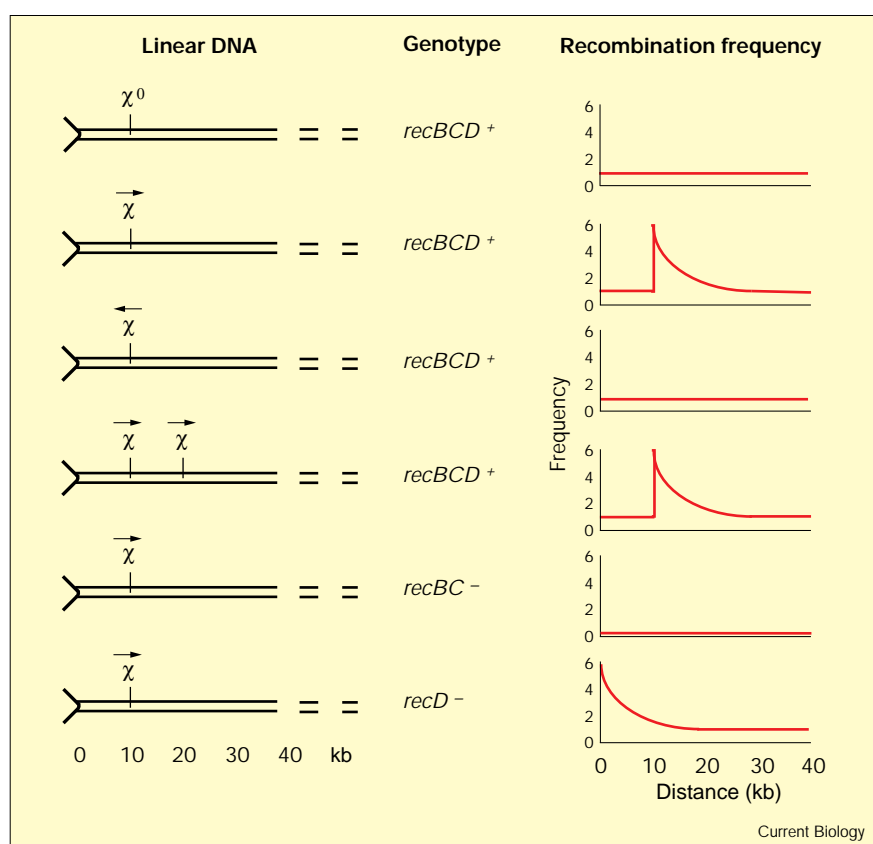 Linear DNA Genotype Recombination frequency
χ⁰
recBCD +
6
4
2
0
χ
recBCD +
6
4
2
0
χ
recBCD +
6
4
2
0
Frequency
χ χ
recBCD +
6
4
2
0
χ
recBC –
6
4
2
0
χ
recD –
6
4
2
0
0 10 20 30 40 kb
0 10 20 30 40
Distance (kb)
Current Biology